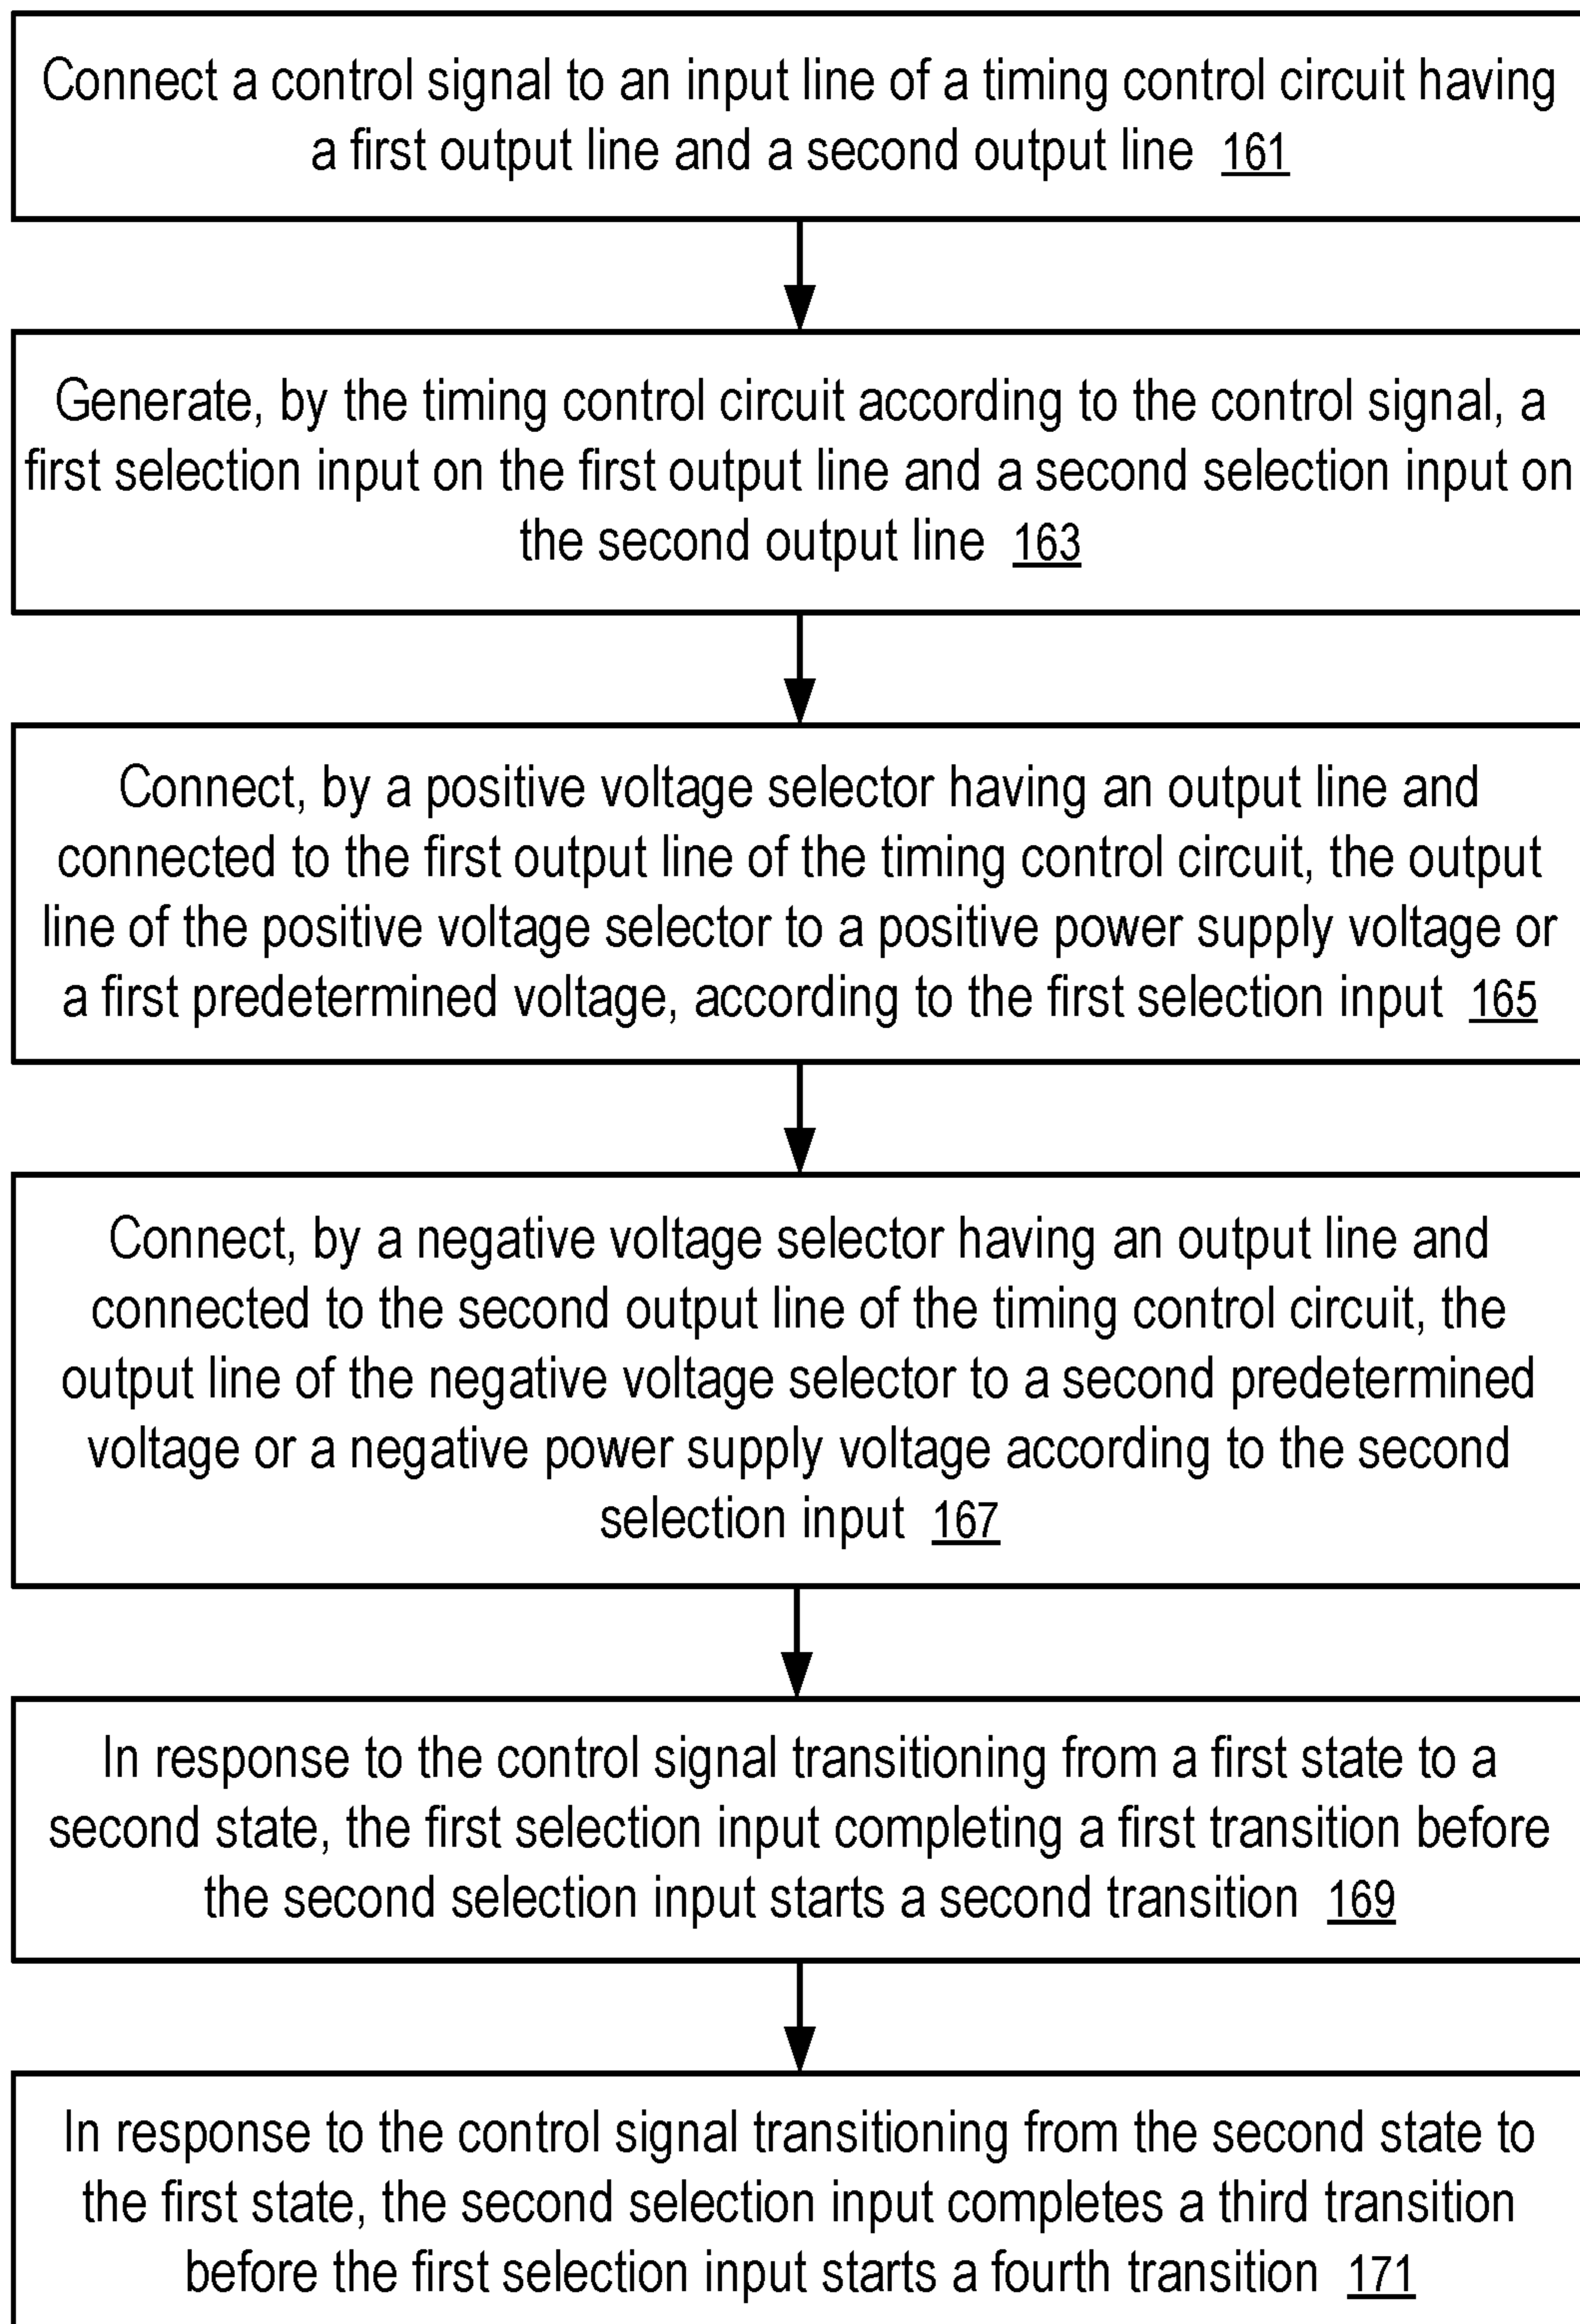 Connect a control signal to an input line of a timing control circuit having
a first output line and a second output line 161
Generate, by the timing control circuit according to the control signal, a
first selection input on the first output line and a second selection input on
the second output line 163
Connect, by a positive voltage selector having an output line and
connected to the first output line of the timing control circuit, the output
line of the positive voltage selector to a positive power supply voltage or
a first predetermined voltage, according to the first selection input 165
Connect, by a negative voltage selector having an output line and
connected to the second output line of the timing control circuit, the
output line of the negative voltage selector to a second predetermined
voltage or a negative power supply voltage according to the second
selection input 167
In response to the control signal transitioning from a first state to a
second state, the first selection input completing a first transition before
the second selection input starts a second transition 169
In response to the control signal transitioning from the second state to
the first state, the second selection input completes a third transition
before the first selection input starts a fourth transition 171